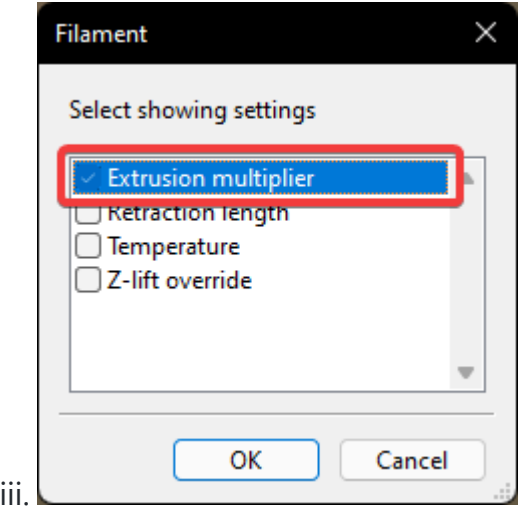 Filament
Select showing settings
Extrusion multiplier
Retraction length
Temperature
Z-lift override
OK Cancel
iii.